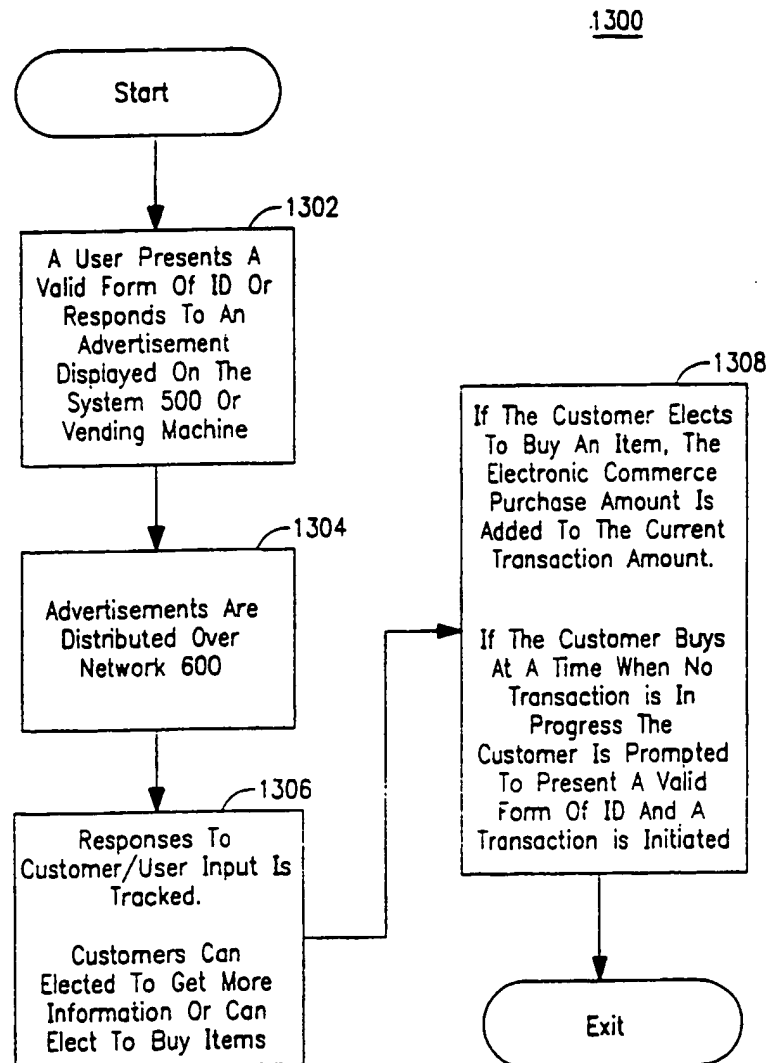 1300
Start
1302
A User Presents A
Valid Form Of ID Or
Responds To An
Advertisement
Displayed On The
System 500 Or
Vending Machine
1304
Advertisements Are
Distributed Over
Network 600
1306
Responses To
Customer/User Input Is
Tracked.
Customers Can
Elected To Get More
Information Or Can
Elect To Buy Items
1308
If The Customer Elects
To Buy An Item, The
Electronic Commerce
Purchase Amount Is
Added To The Current
Transaction Amount.
If The Customer Buys
At A Time When No
Transaction is In
Progress The
Customer Is Prompted
To Present A Valid
Form Of ID And A
Transaction is Initiated
Exit